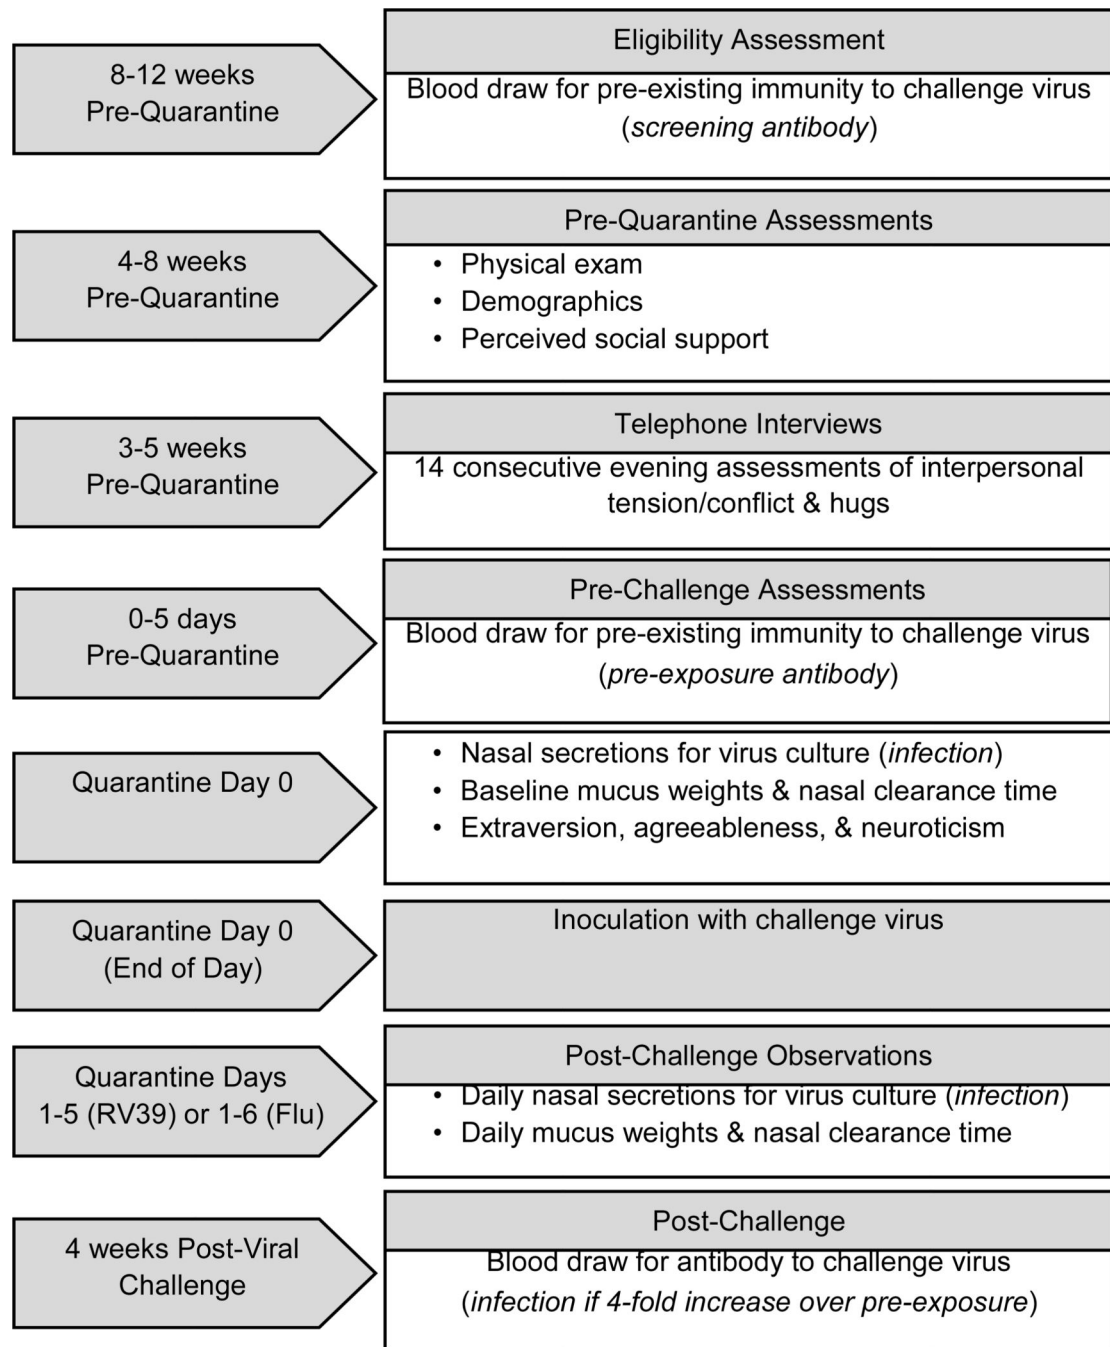 8-12 weeks
Pre-Quarantine
Eligibility Assessment
Blood draw for pre-existing immunity to challenge virus
(screening antibody)
4-8 weeks
Pre-Quarantine
Pre-Quarantine Assessments
• Physical exam
• Demographics
• Perceived social support
3-5 weeks
Pre-Quarantine
Telephone Interviews
14 consecutive evening assessments of interpersonal
tension/conflict & hugs
0-5 days
Pre-Quarantine
Pre-Challenge Assessments
Blood draw for pre-existing immunity to challenge virus
(pre-exposure antibody)
Quarantine Day 0
• Nasal secretions for virus culture (infection)
• Baseline mucus weights & nasal clearance time
• Extraversion, agreeableness, & neuroticism
Quarantine Day 0
(End of Day)
Inoculation with challenge virus
Quarantine Days
1-5 (RV39) or 1-6 (Flu)
Post-Challenge Observations
• Daily nasal secretions for virus culture (infection)
• Daily mucus weights & nasal clearance time
4 weeks Post-Viral
Challenge
Post-Challenge
Blood draw for antibody to challenge virus
(infection if 4-fold increase over pre-exposure)